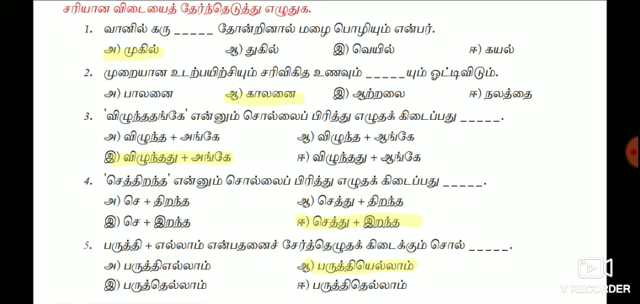 சரியான விடையைத் தேர்ந்தெடுத்து எழுதுக.
1. வானில் கரு _____ தோன்றினால் மழை பொழியும் என்பர்.
அ) முகில் ஆ) துகில் இ) வெயில் ஈ) கயல்
2. முறையான உடற்பயிற்சியும் சரிவிகித உணவும் _____யும் ஓட்டிவிடும்.
அ) பாலனை ஆ) காலனை இ) ஆற்றலை ஈ) நலத்தை
3. 'விழுந்ததங்கே' என்னும் சொல்லைப் பிரித்து எழுதக் கிடைப்பது _____.
அ) விழுந்த + அங்கே ஆ) விழுந்த + ஆங்கே
இ) விழுந்தது + அங்கே ஈ) விழுந்தது + ஆங்கே
4. 'செத்திறந்த' என்னும் சொல்லைப் பிரித்து எழுதக் கிடைப்பது _____.
அ) செ + திறந்த ஆ) செத்து + திறந்த
இ) செ + இறந்த ஈ) செத்து + இறந்த
5. பருத்தி + எல்லாம் என்பதனைச் சேர்த்தெழுதக் கிடைக்கும் சொல் _____.
அ) பருத்திஎல்லாம் ஆ) பருத்தியெல்லாம்
இ) பருத்தெல்லாம் ஈ) பருத்திதெல்லாம்
V RECORDER